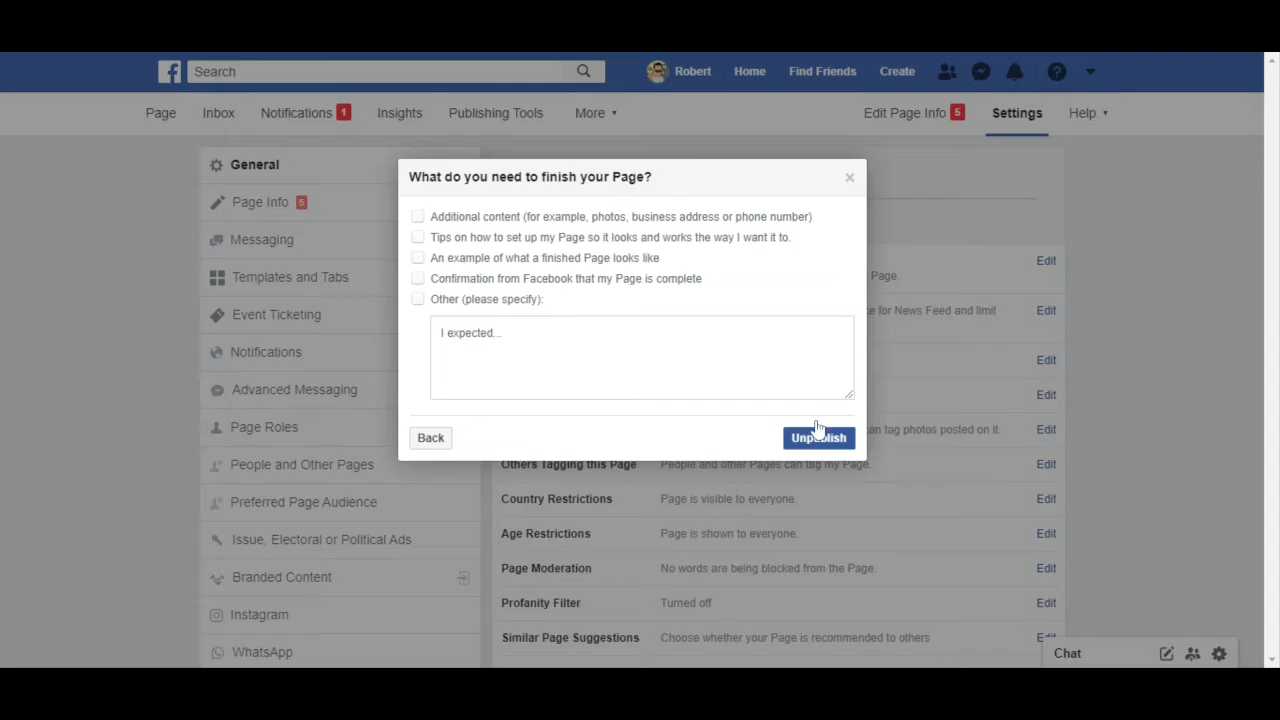 Search
Robert
Home
Find Friends
Create
Page
Inbox
Notifications 1
Insights
Publishing Tools
More
Edit Page Info 5
Settings
Help
General
Page Info 5
Messaging
Templates and Tabs
Event Ticketing
Notifications
Advanced Messaging
Page Roles
People and Other Pages
Preferred Page Audience
Issue, Electoral or Political Ads
Branded Content
Instagram
WhatsApp
What do you need to finish your Page?
Additional content (for example, photos, business address or phone number)
Tips on how to set up my Page so it looks and works the way I want it to.
An example of what a finished Page looks like
Confirmation from Facebook that my Page is complete
Other (please specify):
I expected...
Back
Unpublish
Edit
Page.
e for News Feed and limit Edit
Edit
Edit
can tag photos posted on it. Edit
Others Tagging this Page People and other Pages can tag my Page. Edit
Country Restrictions Page is visible to everyone. Edit
Age Restrictions Page is shown to everyone. Edit
Page Moderation No words are being blocked from the Page. Edit
Profanity Filter Turned off Edit
Similar Page Suggestions Choose whether your Page is recommended to others Edit
Chat